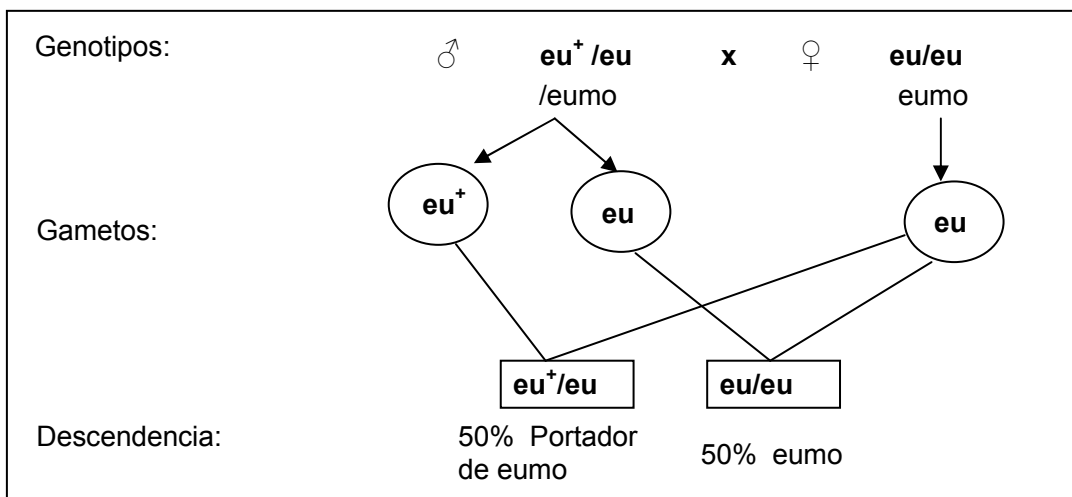 Genotipos: ♂ eu⁺ /eu x ♀ eu/eu
/eumo eumo
eu⁺ eu eu
Gametos:
eu⁺/eu eu/eu
Descendencia: 50% Portador 50% eumo
de eumo